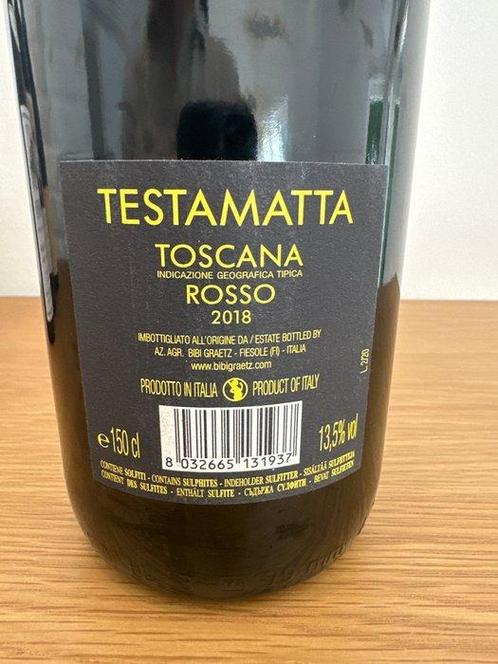 TESTAMATTA
TOSCANA
INDICAZIONE GEOGRAFICA TIPICA
ROSSO
2018
IMBOTTIGLIATO ALL'ORIGINE DA / ESTATE BOTTLED BY
AZ. AGR. BIBI GRAETZ - FIESOLE (FI) - ITALIA
www.bibigraetz.com
L. 2/20
PRODOTTO IN ITALIA PRODUCT OF ITALY
e 150 cl
13,5% vol
8 032665 131937
CONTIENE SOLFITI - CONTAINS SULPHITES - INDEHOLDER SULFITTER - SISÄLTÄÄ SULFIITTEJA
CONTIENT DES SULFITES - ENTHÄLT SULFITE - СЪДЪРЖА СУЛФИТИ - BEVAT SULFIETEN